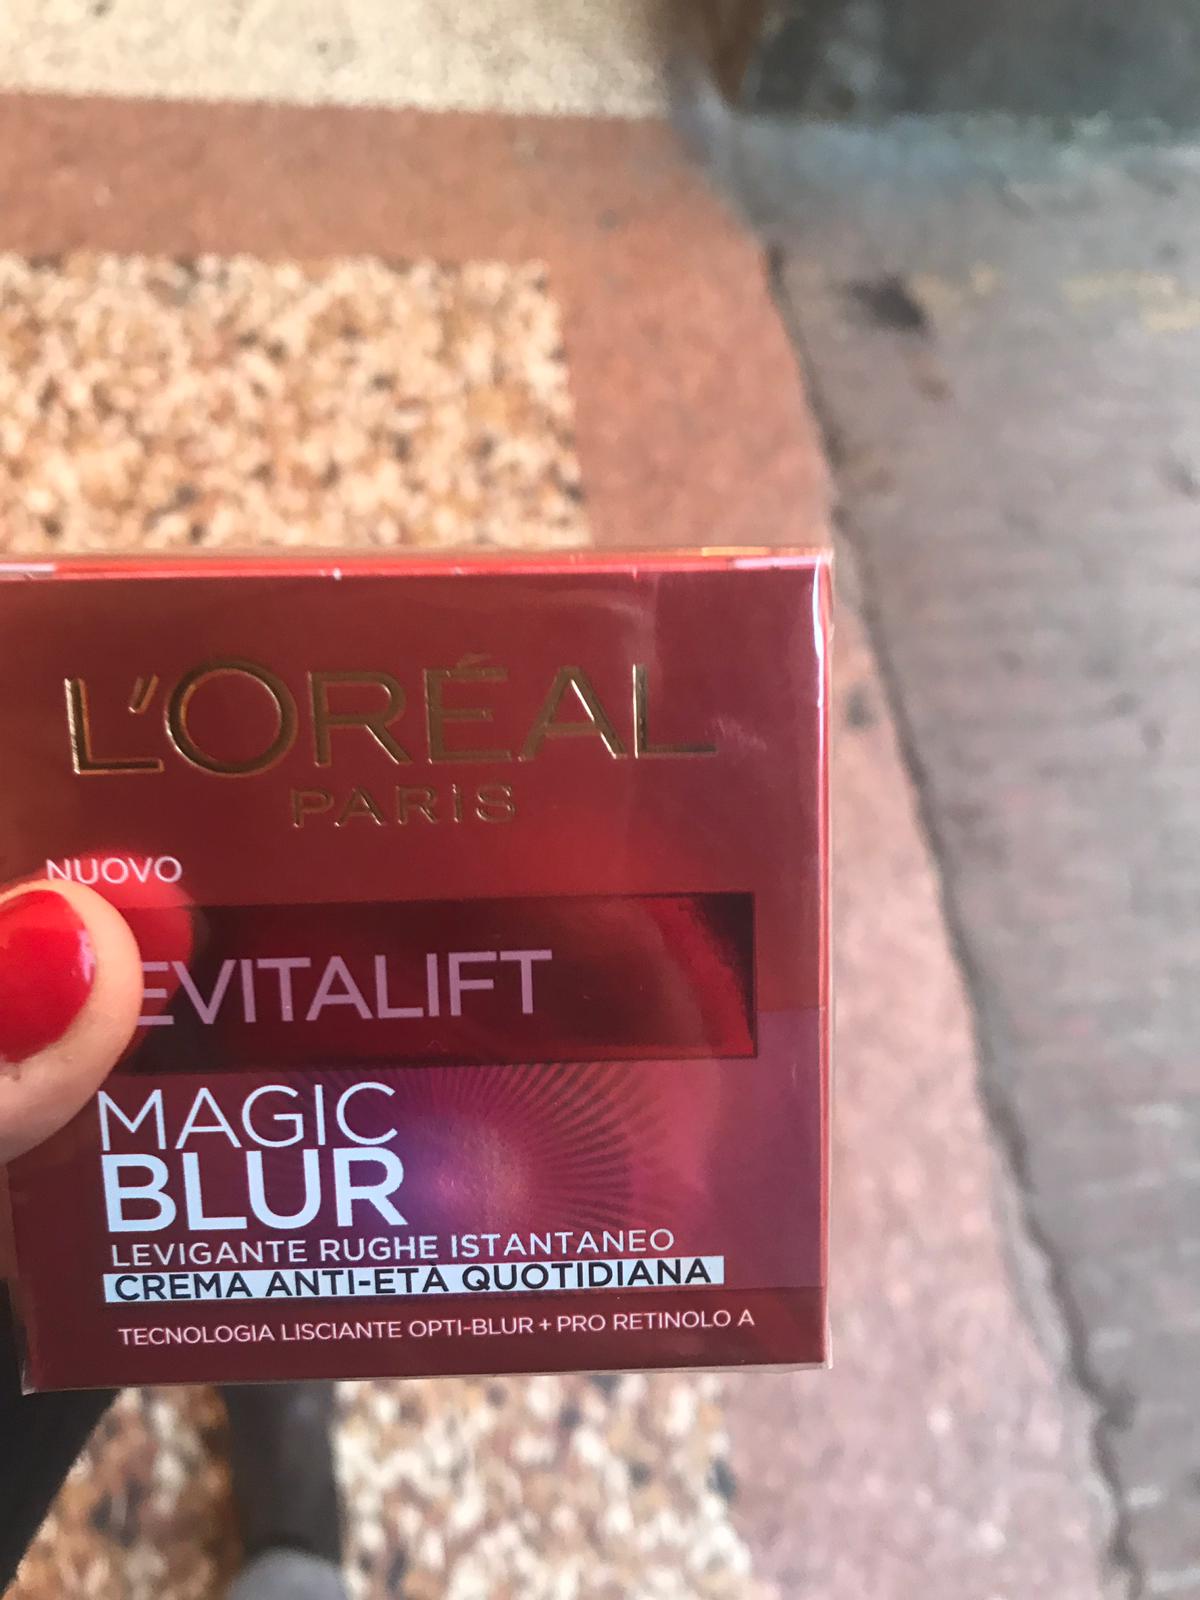 L'ORÉAL
PARIS
NUOVO
EVITALIFT
MAGIC
BLUR
LEVIGANTE RUGHE ISTANTANEO
CREMA ANTI-ETÀ QUOTIDIANA
TECNOLOGIA LISCIANTE OPTI-BLUR + PRO RETINOLO A